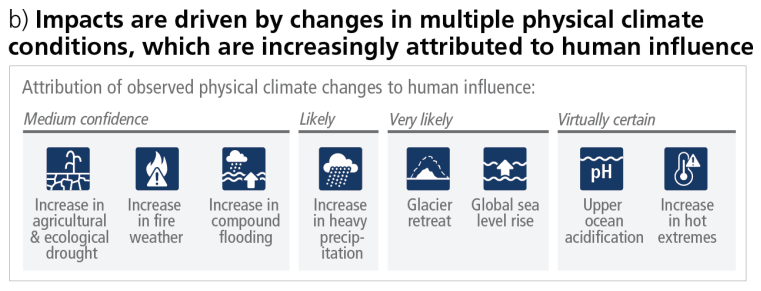 b) Impacts are driven by changes in multiple physical climate
conditions, which are increasingly attributed to human influence
Attribution of observed physical climate changes to human influence:
Medium confidence
Likely
Very likely
Virtually certain
pH
Increase in
agricultural
& ecological
drought
Increase
in fire
weather
Increase in
compound
flooding
Increase
in heavy
precip-
itation
Glacier
retreat
Global sea
level rise
Upper
ocean
acidification
Increase
in hot
extremes